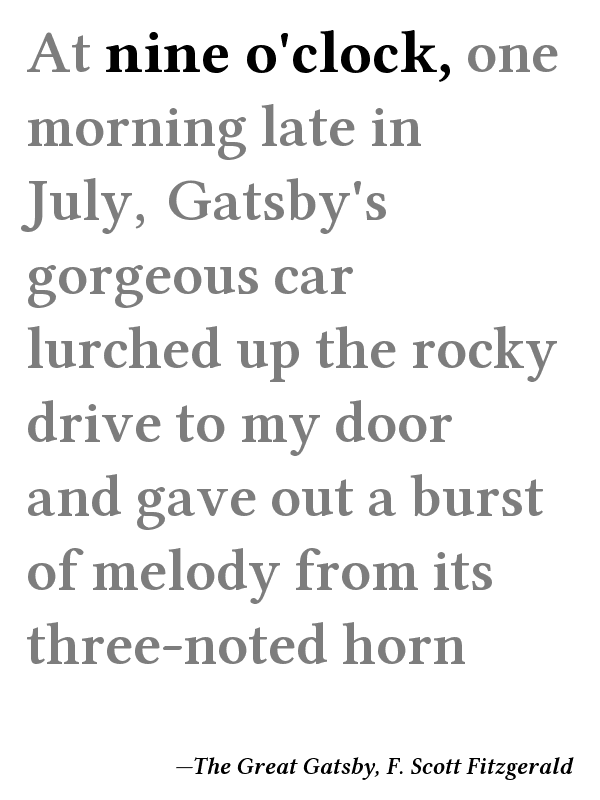 At nine o'clock, one
morning late in
July, Gatsby's
gorgeous car
lurched up the rocky
drive to my door
and gave out a burst
of melody from its
three-noted horn
—The Great Gatsby, F. Scott Fitzgerald